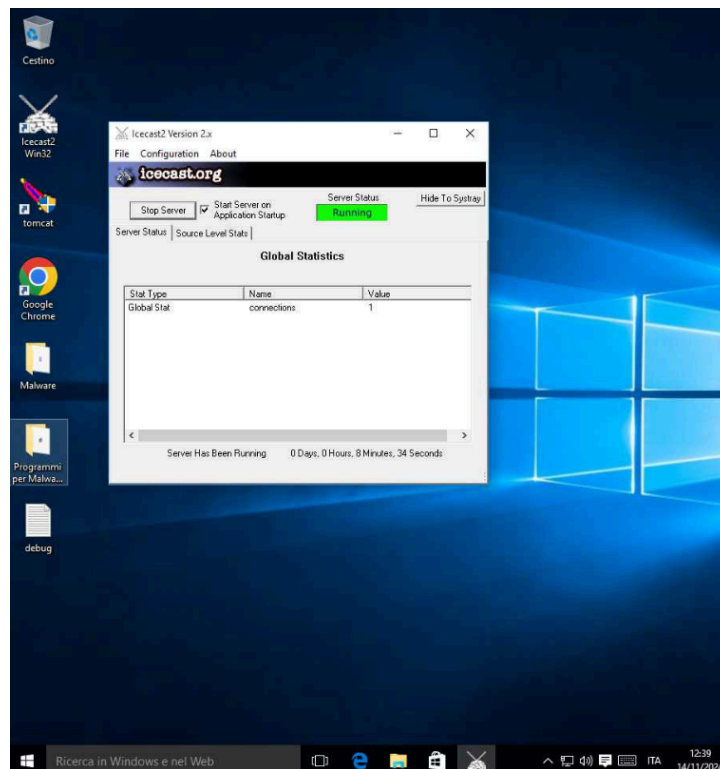 Cestino
Icecast2
Win32
tomcat
Google
Chrome
Malware
Programmi
per Malwa...
debug
Icecast2 Version 2.x
File Configuration About
icecast.org
Stop Server
Start Server on
Application Startup
Server Status
Running
Hide To Systray
Server Status Source Level Stats
Global Statistics
Stat Type Name Value
Global Stat connections 1
Server Has Been Running 0 Days, 0 Hours, 8 Minutes, 34 Seconds
Ricerca in Windows e nel Web
ITA
12:39